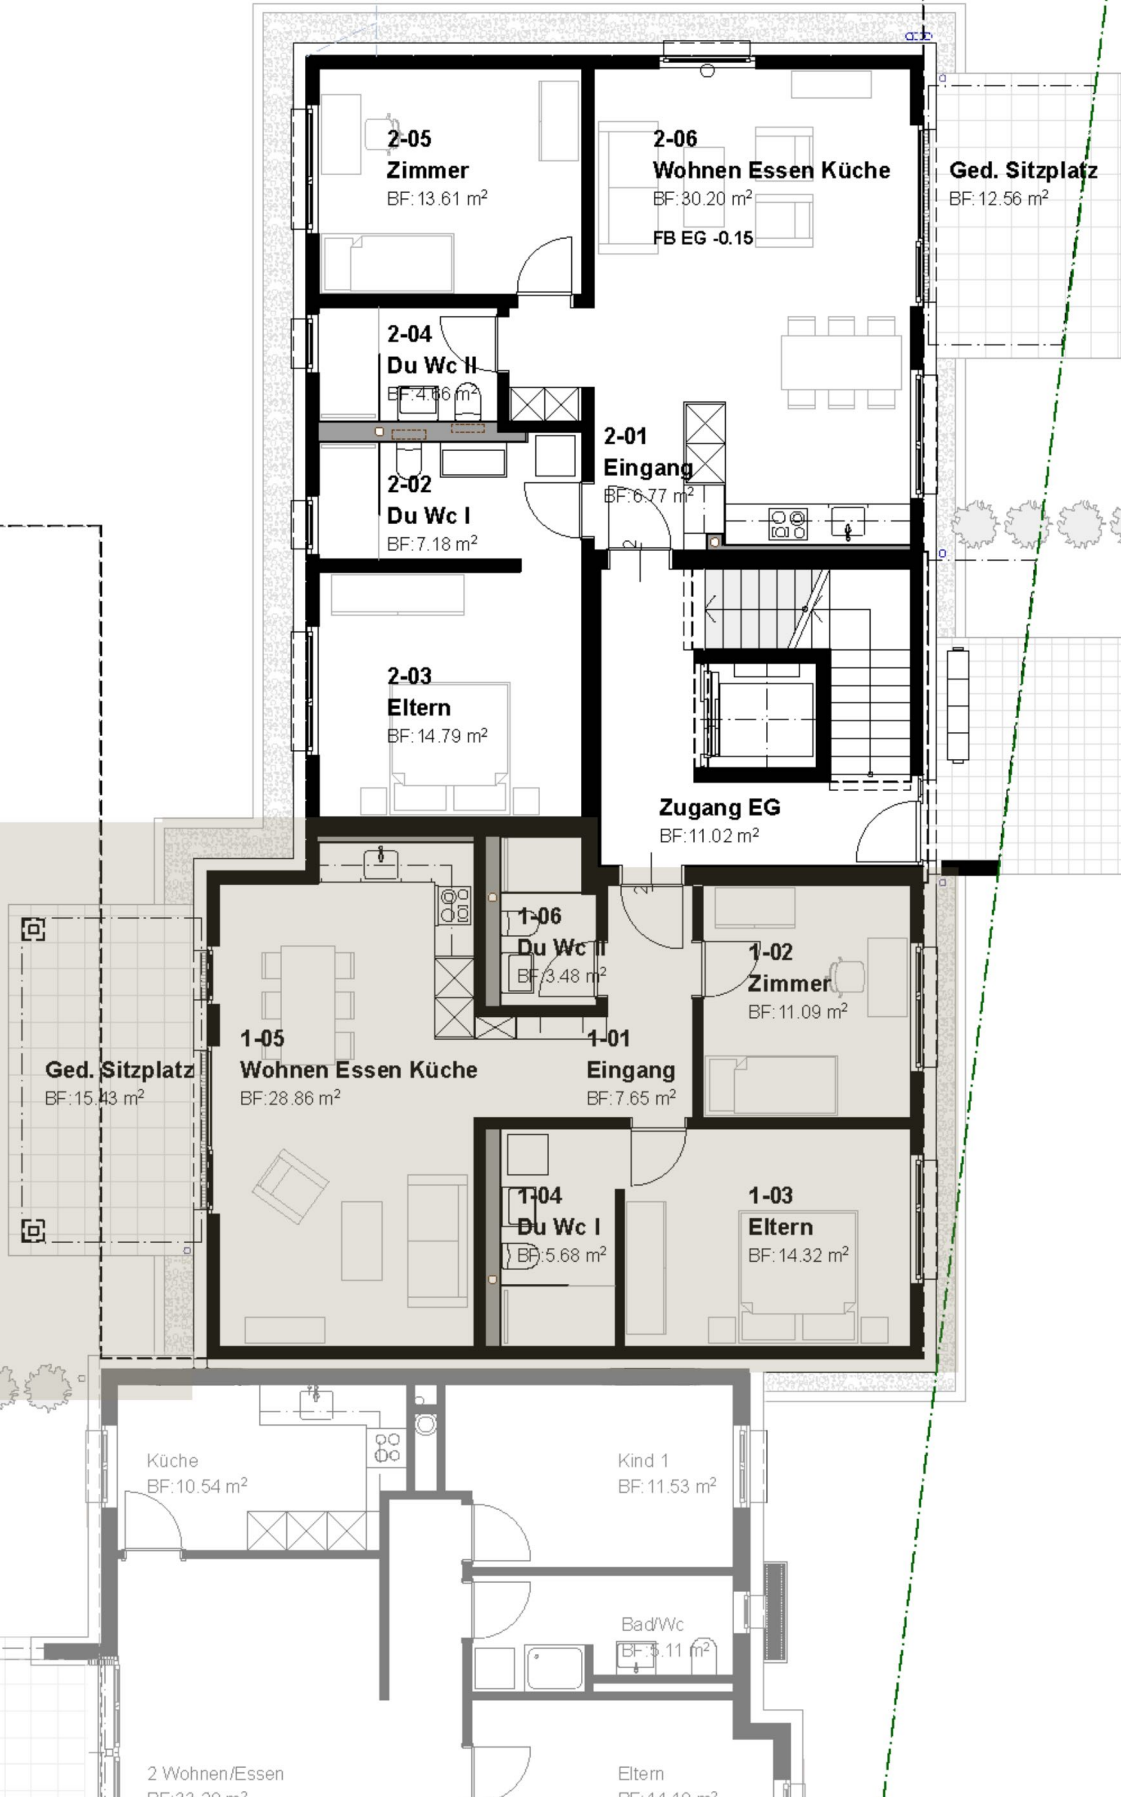 2-05
Zimmer
BF:13.61 m²
2-06
Wohnen Essen Küche
BF:30.20 m²
FB EG -0.15
Ged. Sitzplatz
BF:12.56 m²
2-04
Du Wc II
BF:4.66 m²
2-01
Eingang
BF:6.77 m²
2-02
Du Wc I
BF:7.18 m²
2
2-03
Eltern
BF:14.79 m²
Zugang EG
BF:11.02 m²
2
1-06
Du Wc II
BF:3.48 m²
1-02
Zimmer
BF:11.09 m²
1-05
Wohnen Essen Küche
BF:28.86 m²
1-01
Eingang
BF:7.65 m²
Ged. Sitzplatz
BF:15.43 m²
1-04
Du Wc I
BF:5.68 m²
1-03
Eltern
BF:14.32 m²
Küche
BF:10.54 m²
Kind 1
BF:11.53 m²
Bad/Wc
BF:5.11 m²
2 Wohnen/Essen
Eltern